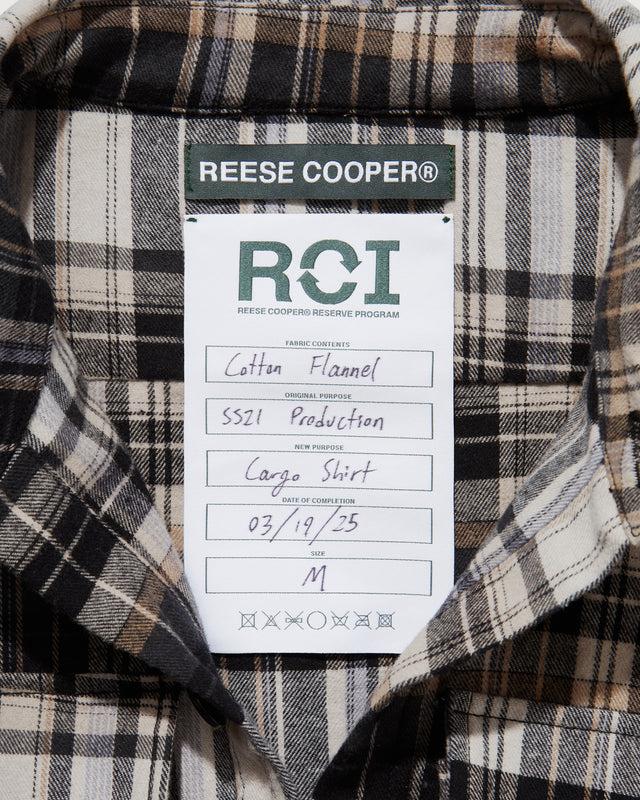 REESE COOPER®
RCI
REESE COOPER® RESERVE PROGRAM
FABRIC CONTENTS
Cotton Flannel
ORIGINAL PURPOSE
SS21 Production
NEW PURPOSE
Cargo Shirt
DATE OF COMPLETION
03/19/25
SIZE
M